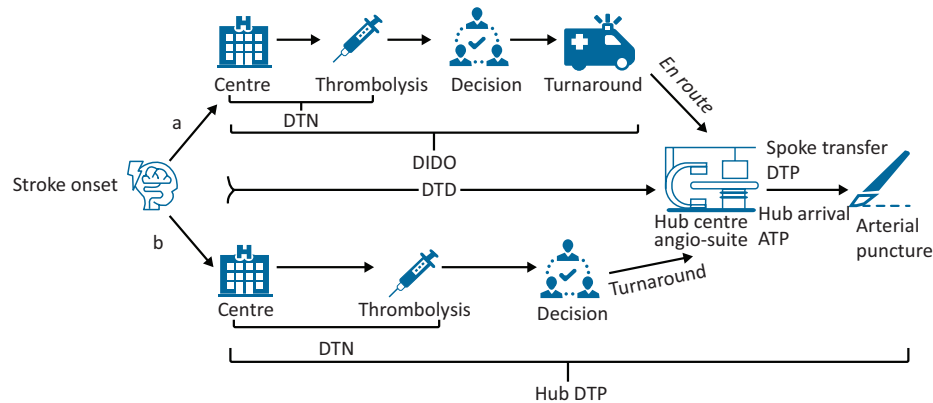 H
Centre
Thrombolysis
Decision
Turnaround
En route
DTN
a
DIDO
Stroke onset
DTD
Spoke transfer
DTP
Hub centre
angio-suite
Hub arrival
ATP
Arterial
puncture
b
H
Centre
Thrombolysis
Decision
Turnaround
DTN
Hub DTP